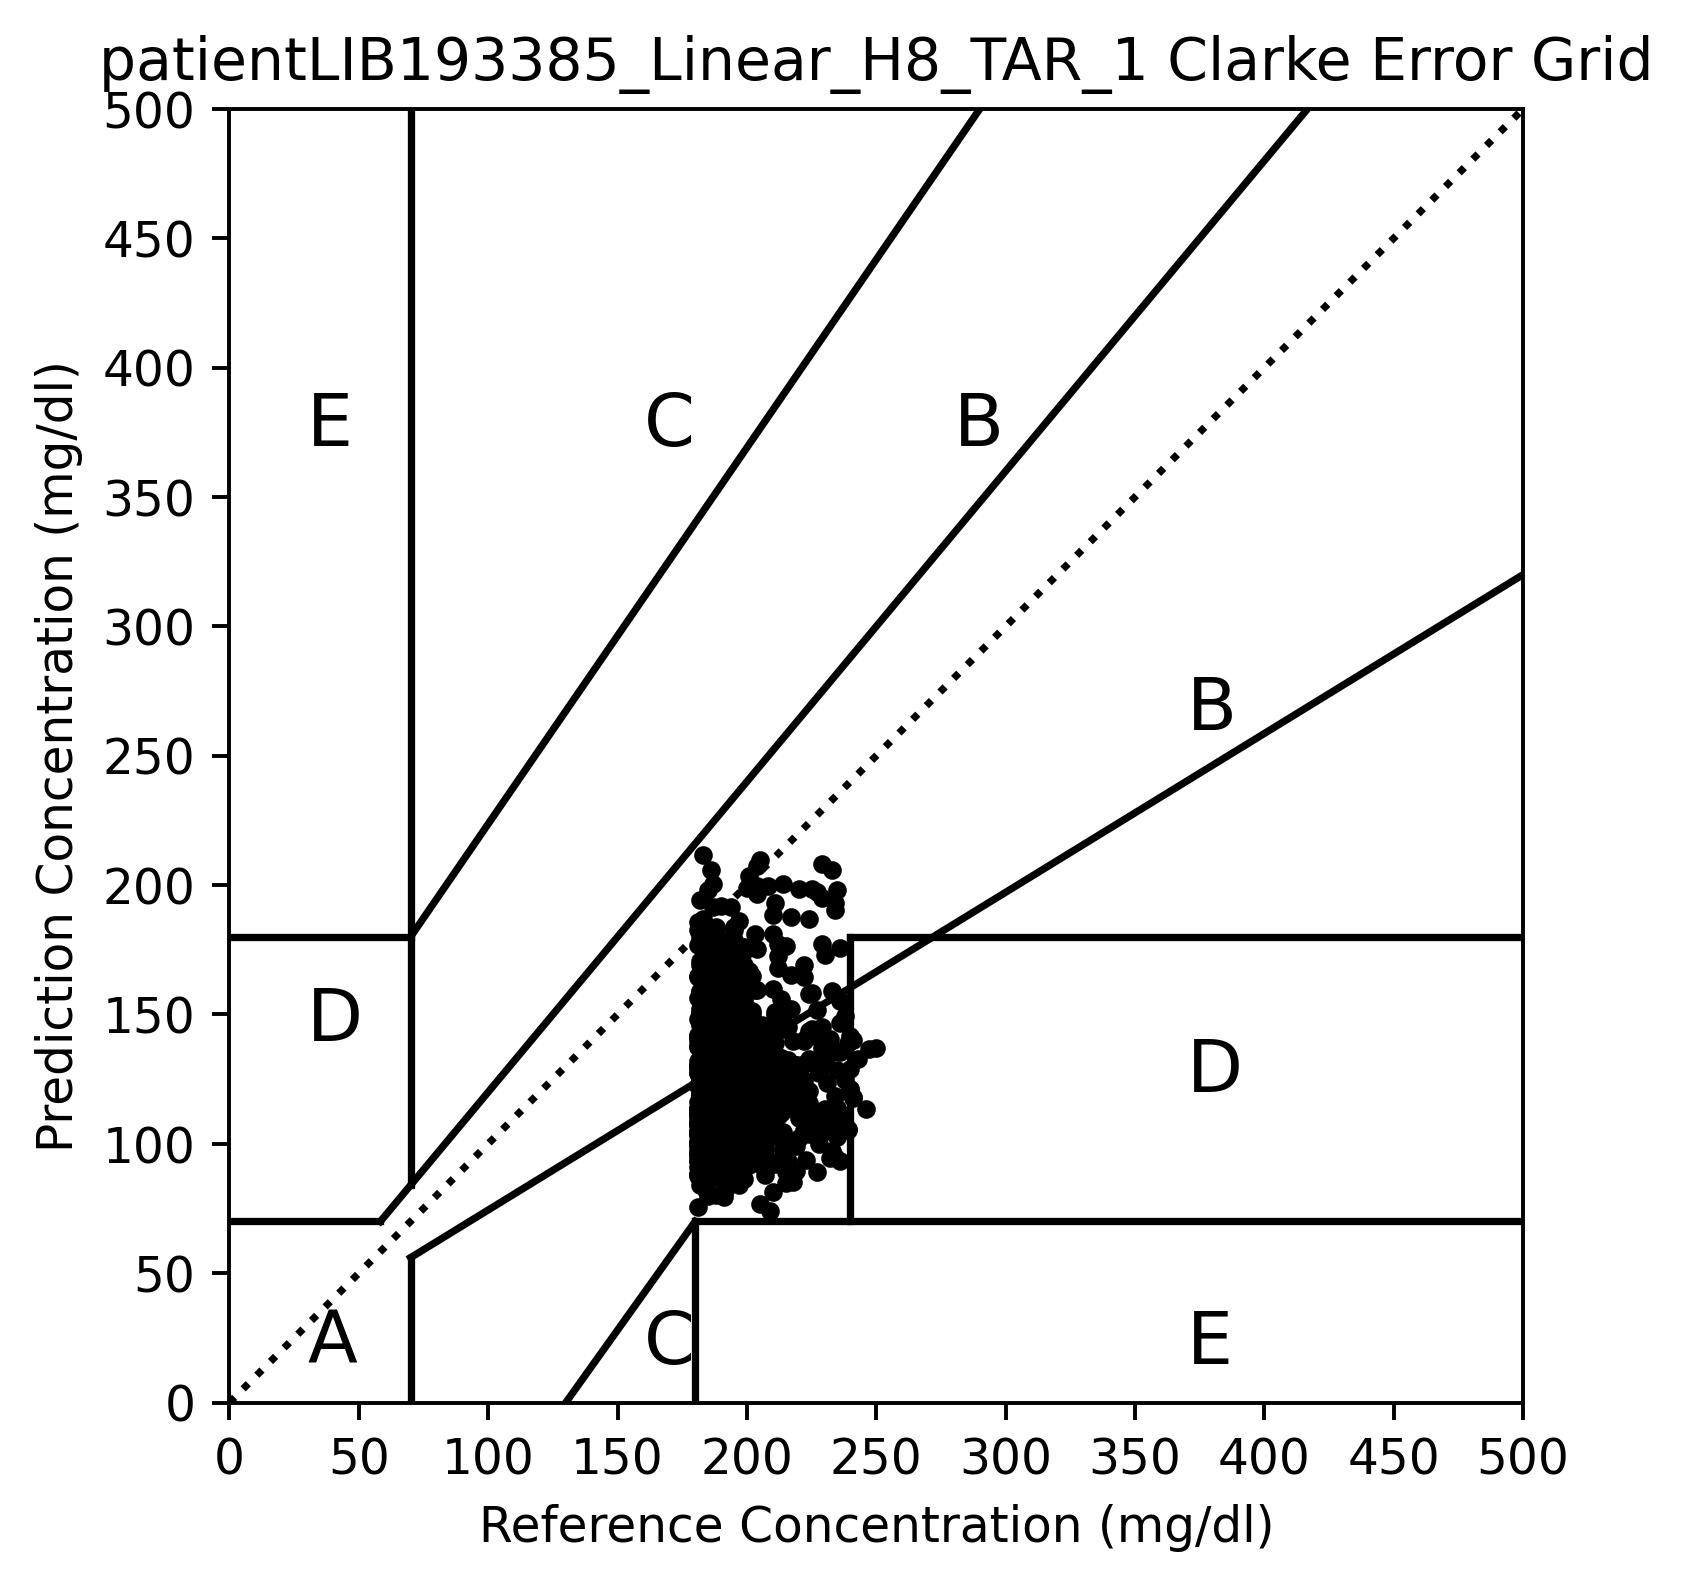 patientLIB193385_Linear_H8_TAR_1 Clarke Error Grid
500
450
400
350
300
250
200
150
100
50
0
Prediction Concentration (mg/dl)
E
C
B
B
D
D
A
C
E
0 50 100 150 200 250 300 350 400 450 500
Reference Concentration (mg/dl)